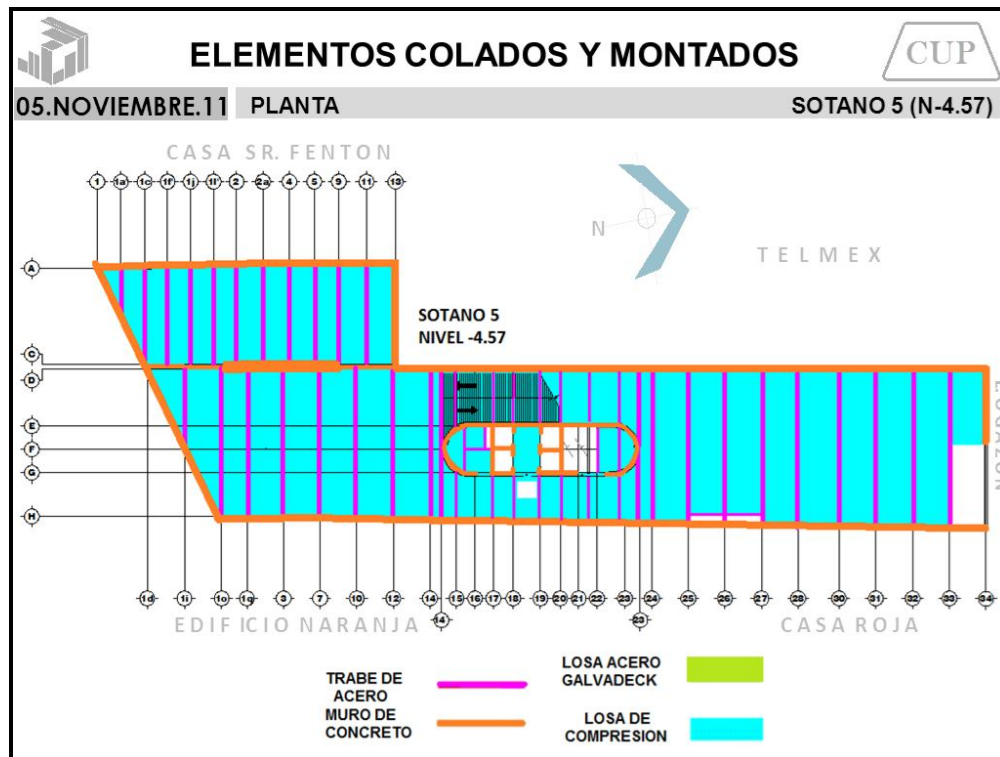 ELEMENTOS COLADOS Y MONTADOS
CUP
05.NOVIEMBRE.11 PLANTA SOTANO 5 (N-4.57)
CASA SR. FENTON
1 1a 1c 1f 1j 1l' 2 2a 4 5 9 11 13
N
TELMEX
A
SOTANO 5
NIVEL -4.57
C
D
E
F
G
H
1d 1i 1o 1q 3 7 10 12 14 15 16 17 18 19 20 21 22 23 24 25 26 27 28 30 31 32 33 34
14 23
EDIFICIO NARANJA CASA ROJA
TRABE DE
ACERO
MURO DE
CONCRETO
LOSA ACERO
GALVADECK
LOSA DE
COMPRESION